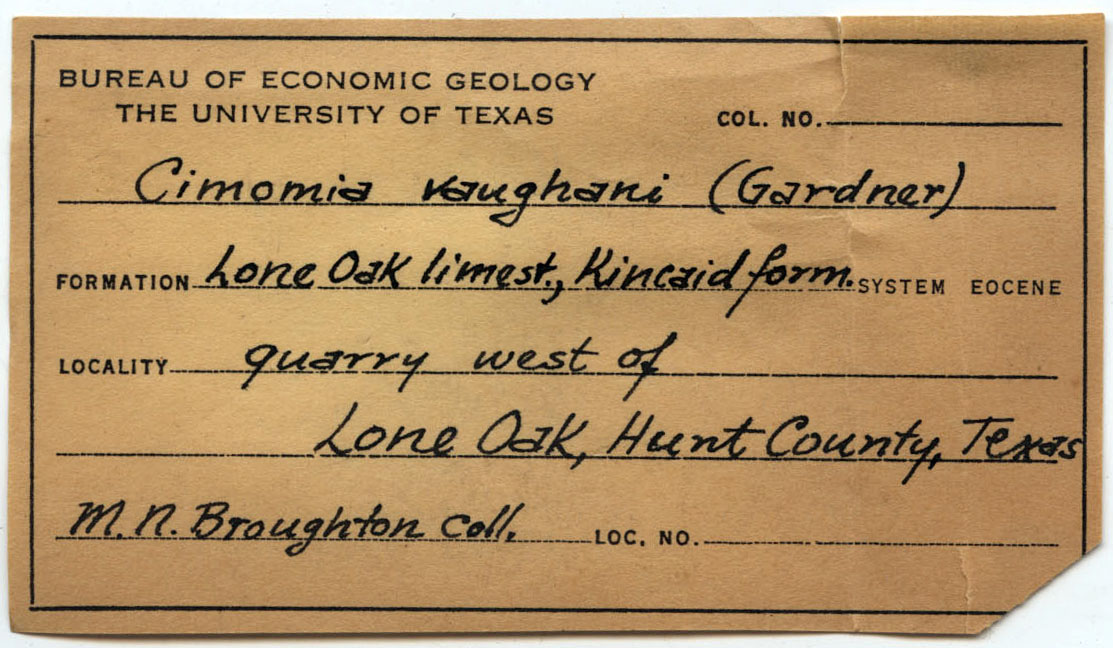 BUREAU OF ECONOMIC GEOLOGY
THE UNIVERSITY OF TEXAS
COL. NO.
Cimomia vaughani (Gardner)
FORMATION Lone Oak limest., Kincaid form. SYSTEM EOCENE
LOCALITY quarry west of
Lone Oak, Hunt County, Texas
M. N. Broughton coll. LOC. NO.